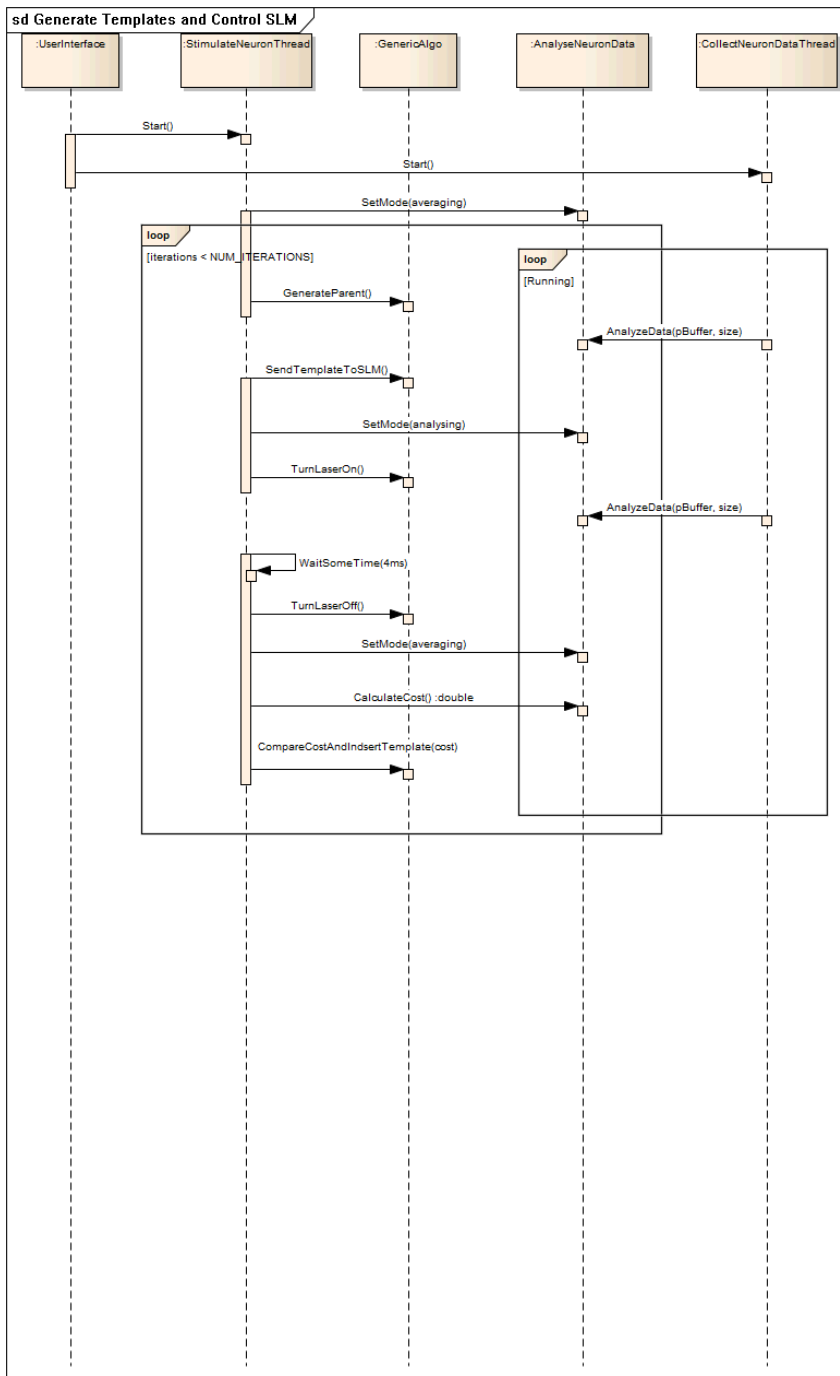 sd Generate Templates and Control SLM
:UserInterface
:StimulateNeuronThread
:GenericAlgo
:AnalyseNeuronData
:CollectNeuronDataThread
Start()
Start()
SetMode(averaging)
loop
[iterations < NUM_ITERATIONS]
loop
[Running]
GenerateParent()
AnalyzeData(pBuffer, size)
SendTemplateToSLM()
SetMode(analysing)
TurnLaserOn()
AnalyzeData(pBuffer, size)
WaitSomeTime(4ms)
TurnLaserOff()
SetMode(averaging)
CalculateCost() :double
CompareCostAndIndsertTemplate(cost)